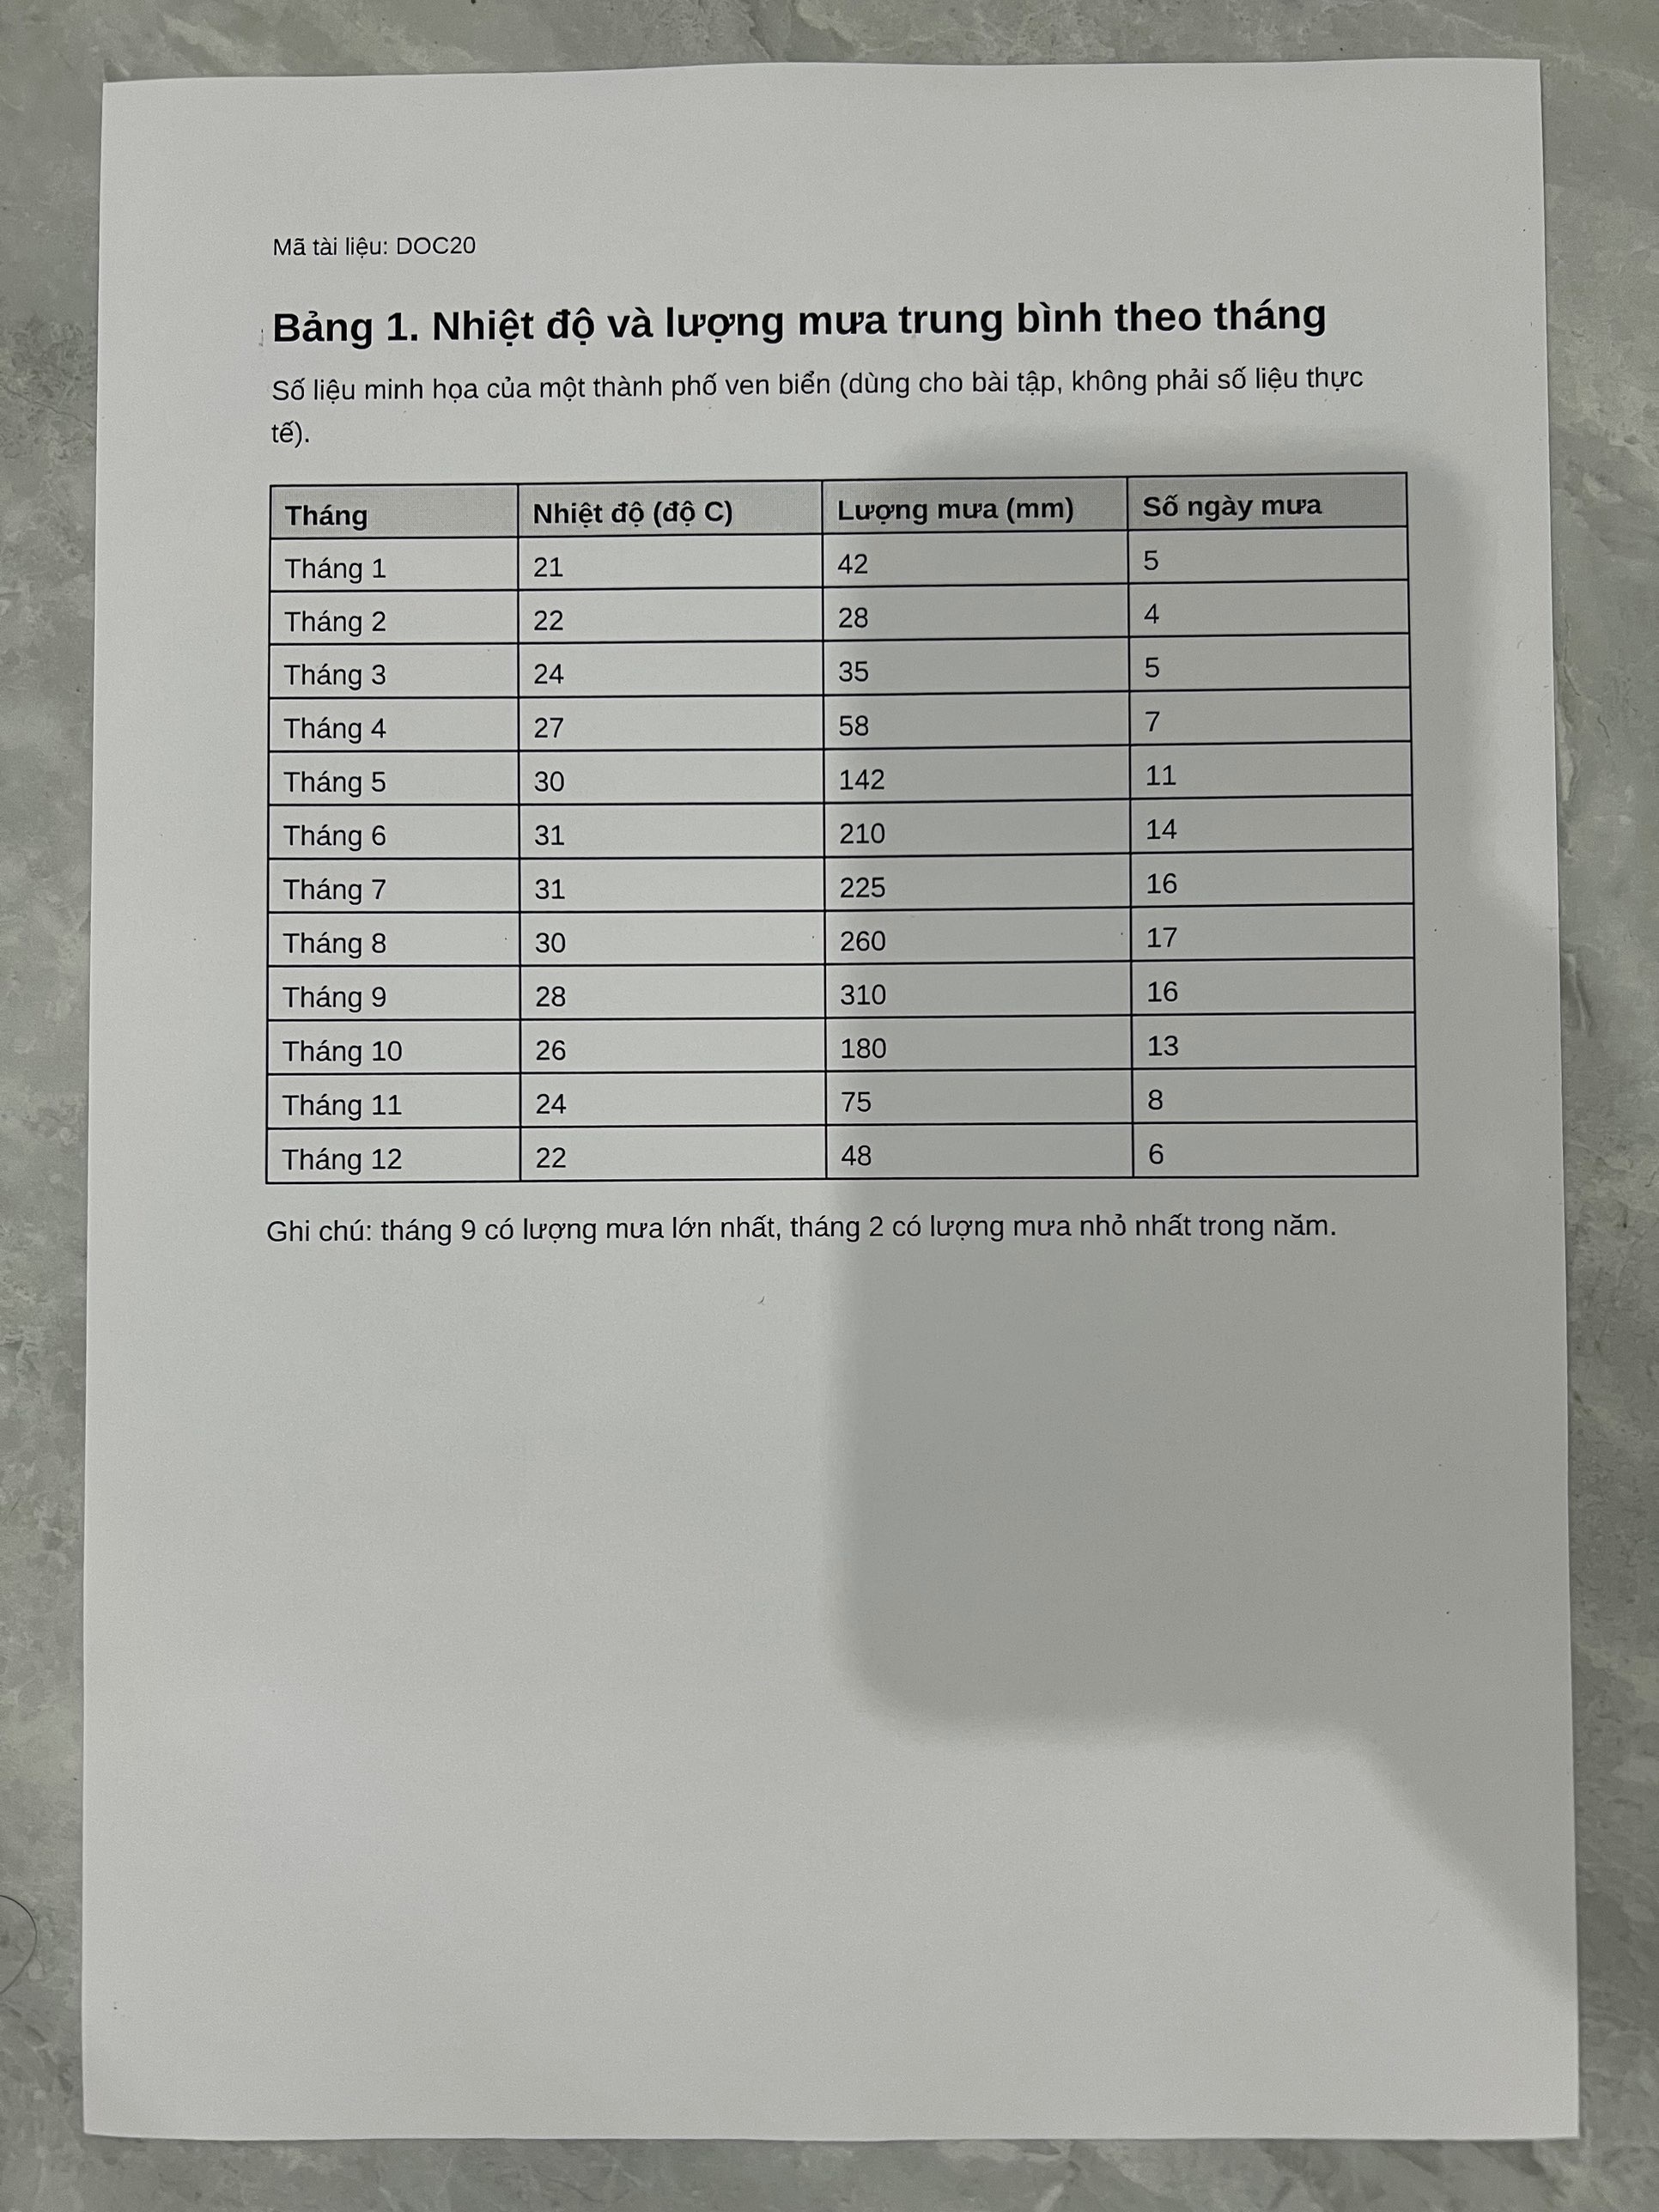 Mã tài liệu: DOC20
Bảng 1. Nhiệt độ và lượng mưa trung bình theo tháng
Số liệu minh họa của một thành phố ven biển (dùng cho bài tập, không phải số liệu thực
tế).
Tháng Nhiệt độ (độ C) Lượng mưa (mm) Số ngày mưa
Tháng 1 21 42 5
Tháng 2 22 28 4
Tháng 3 24 35 5
Tháng 4 27 58 7
Tháng 5 30 142 11
Tháng 6 31 210 14
Tháng 7 31 225 16
Tháng 8 30 260 17
Tháng 9 28 310 16
Tháng 10 26 180 13
Tháng 11 24 75 8
Tháng 12 22 48 6
Ghi chú: tháng 9 có lượng mưa lớn nhất, tháng 2 có lượng mưa nhỏ nhất trong năm.